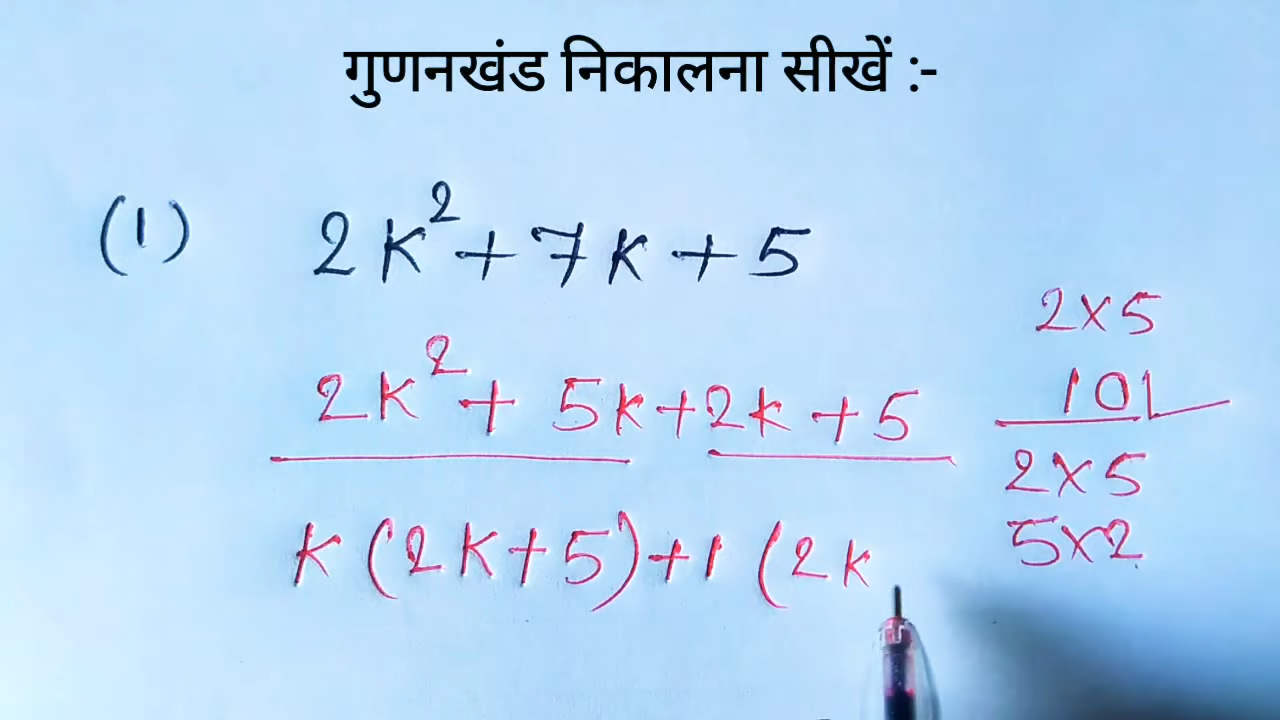 गुणनखंड निकालना सीखें :-
(1) 2K² + 7K + 5
2K² + 5K + 2K + 5
K (2K + 5) + 1 (2K
2 × 5
10
2 × 5
5 × 2